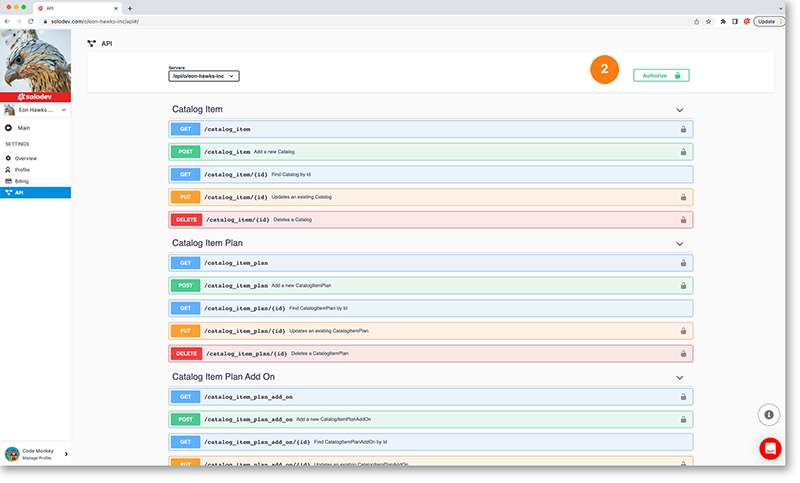 API
solodev.com/o/eon-hawks-inc/api#/
Update
solodev
Eon Hawks ...
Main
SETTINGS
Overview
Profile
Billing
API
Code Monkey
Manage Profile
API
Servers
/api/o/eon-hawks-inc
2
Authorize
Catalog Item
GET /catalog_item
POST /catalog_item Add a new Catalog
GET /catalog_item/{id} Find Catalog by Id
PUT /catalog_item/{id} Updates an existing Catalog
DELETE /catalog_item/{id} Deletes a Catalog
Catalog Item Plan
GET /catalog_item_plan
POST /catalog_item_plan Add a new CatalogItemPlan
GET /catalog_item_plan/{id} Find CatalogItemPlan by Id
PUT /catalog_item_plan/{id} Updates an existing CatalogItemPlan
DELETE /catalog_item_plan/{id} Deletes a CatalogItemPlan
Catalog Item Plan Add On
GET /catalog_item_plan_add_on
POST /catalog_item_plan_add_on Add a new CatalogItemPlanAddOn
GET /catalog_item_plan_add_on/{id} Find CatalogItemPlanAddOn by Id
PUT /catalog_item_plan_add_on/{id} Updates an existing CatalogItemPlanAddOn